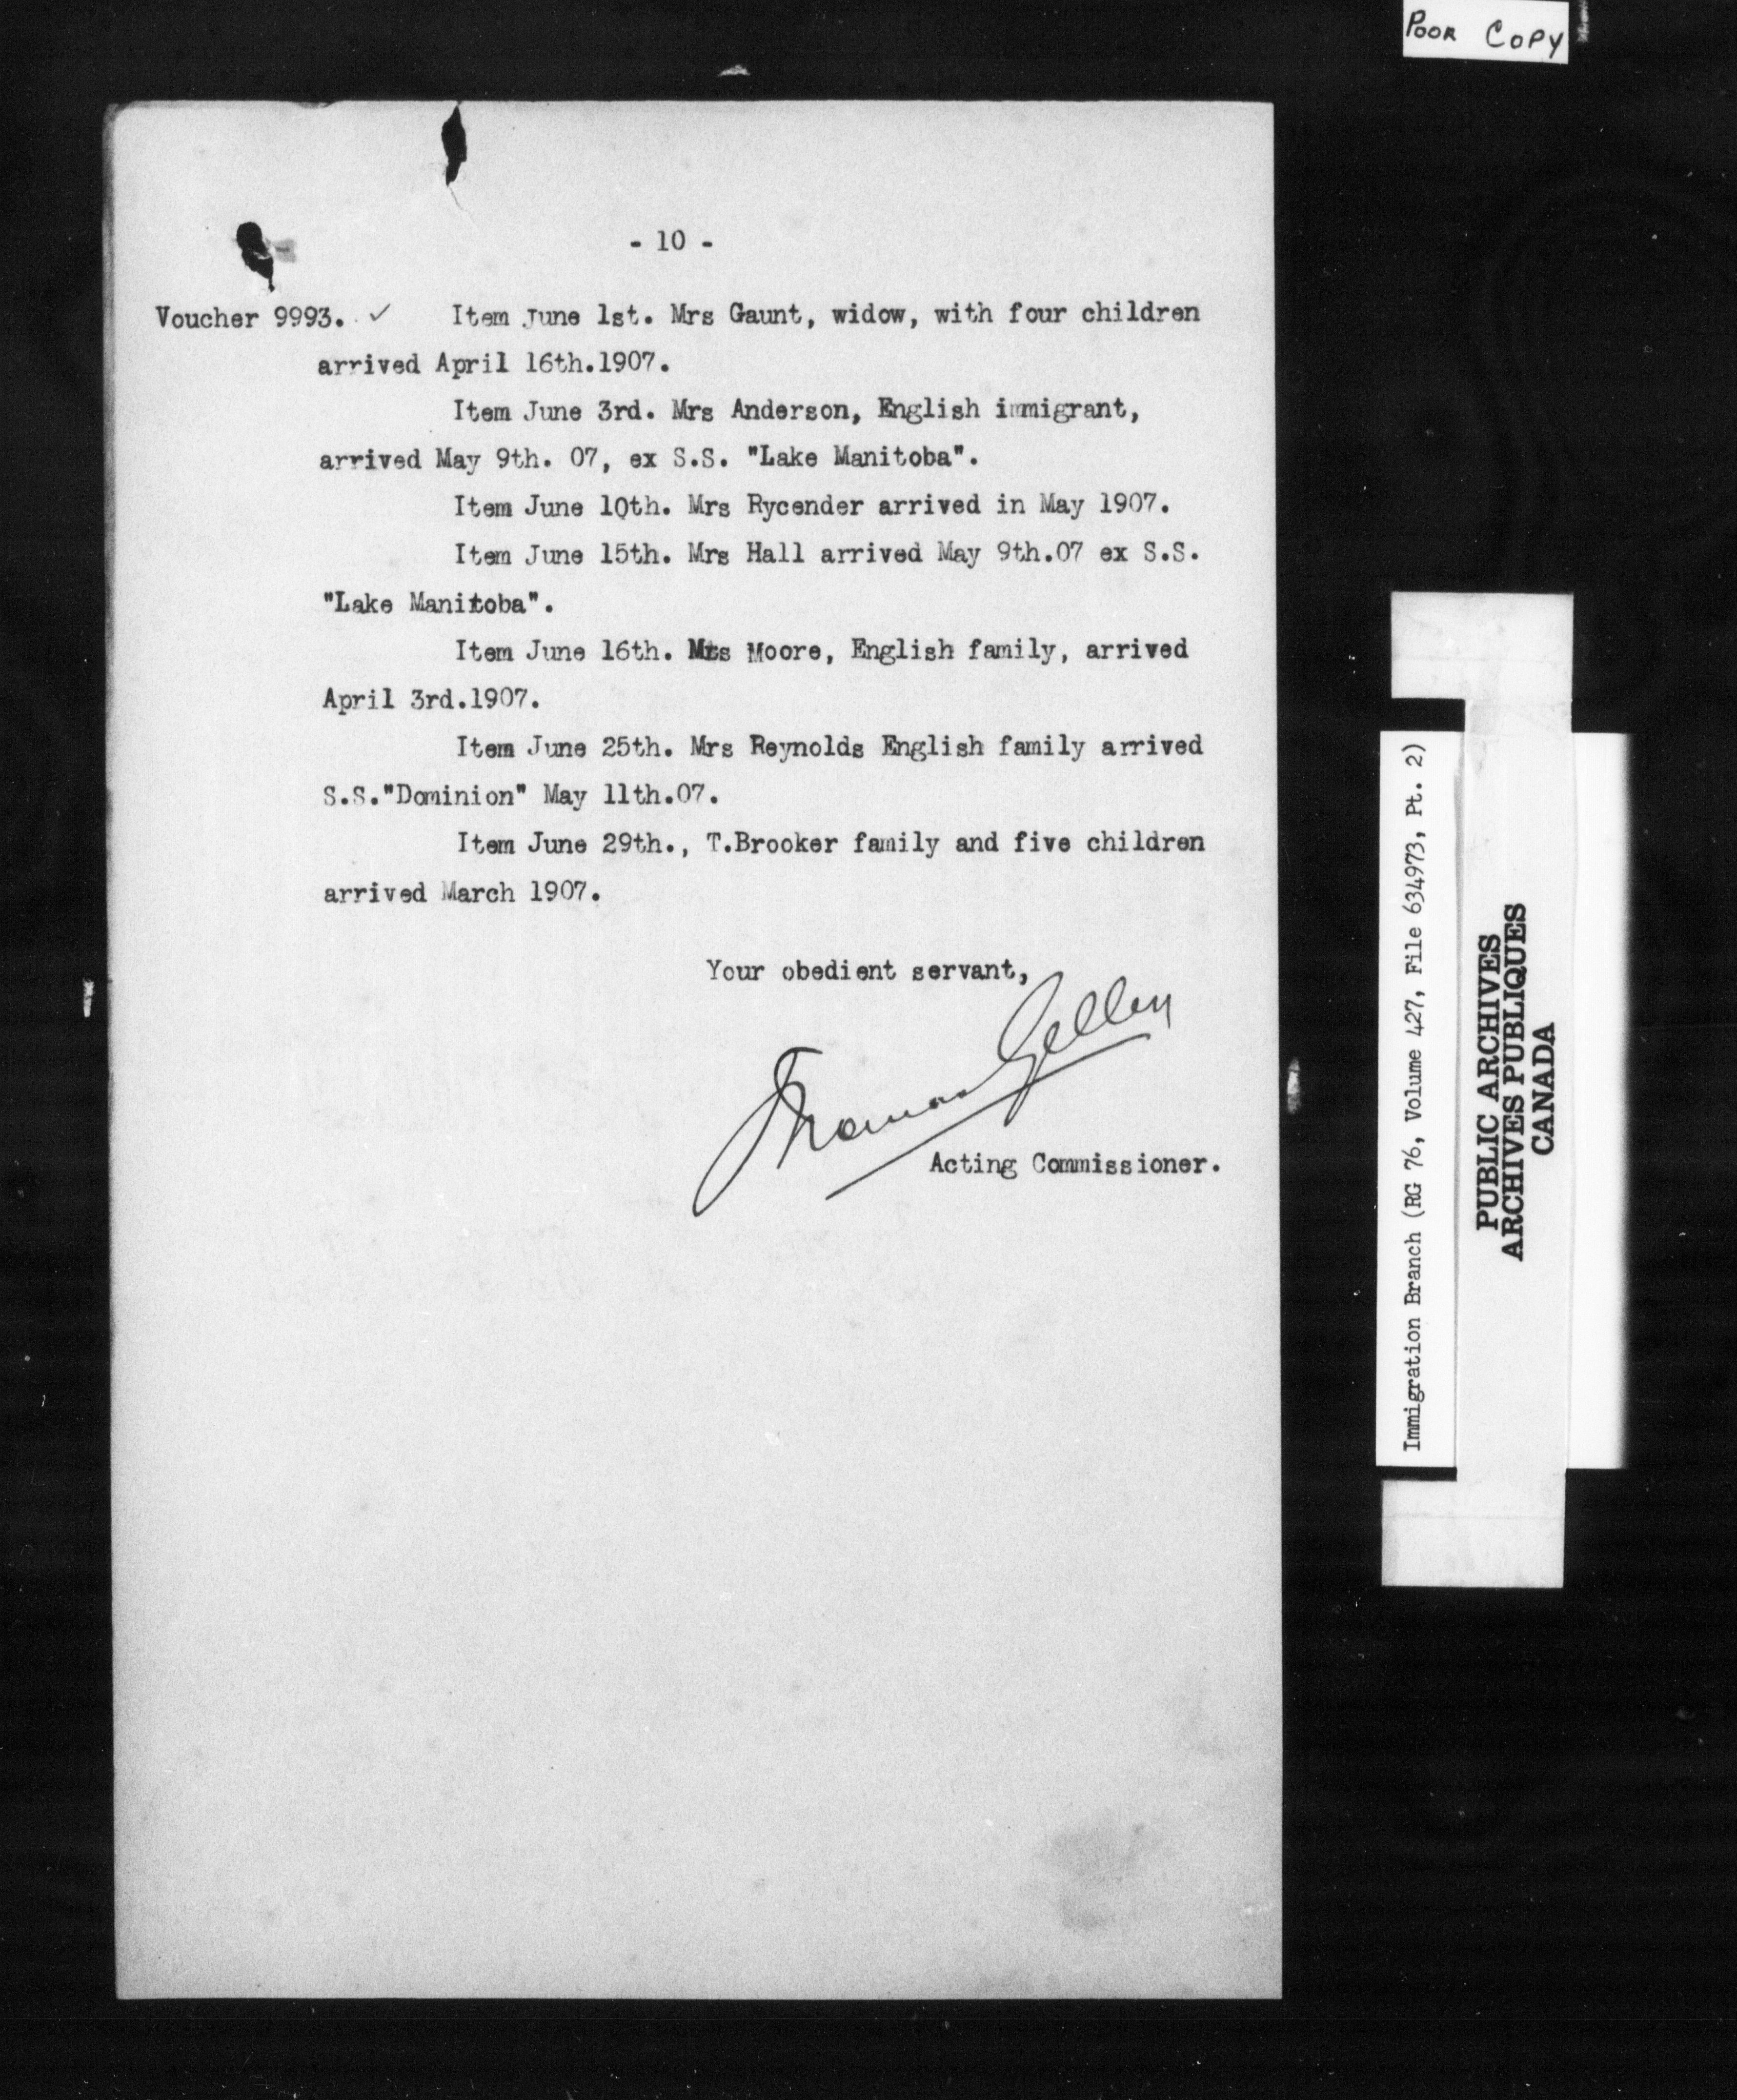 POOR COPY
- 10 -
Voucher 9993. ✓ Item June 1st. Mrs Gaunt, widow, with four children
arrived April 16th.1907.
Item June 3rd. Mrs Anderson, English immigrant,
arrived May 9th. 07, ex S.S. "Lake Manitoba".
Item June 10th. Mrs Rycender arrived in May 1907.
Item June 15th. Mrs Hall arrived May 9th.07 ex S.S.
"Lake Manitoba".
Item June 16th. Mrs Moore, English family, arrived
April 3rd.1907.
Item June 25th. Mrs Reynolds English family arrived
S.S."Dominion" May 11th.07.
Item June 29th., T.Brooker family and five children
arrived March 1907.
Your obedient servant,
Thomas Gelley
Acting Commissioner.
Immigration Branch (RG 76, Volume 427, File 634973, Pt. 2)
PUBLIC ARCHIVES
ARCHIVES PUBLIQUES
CANADA